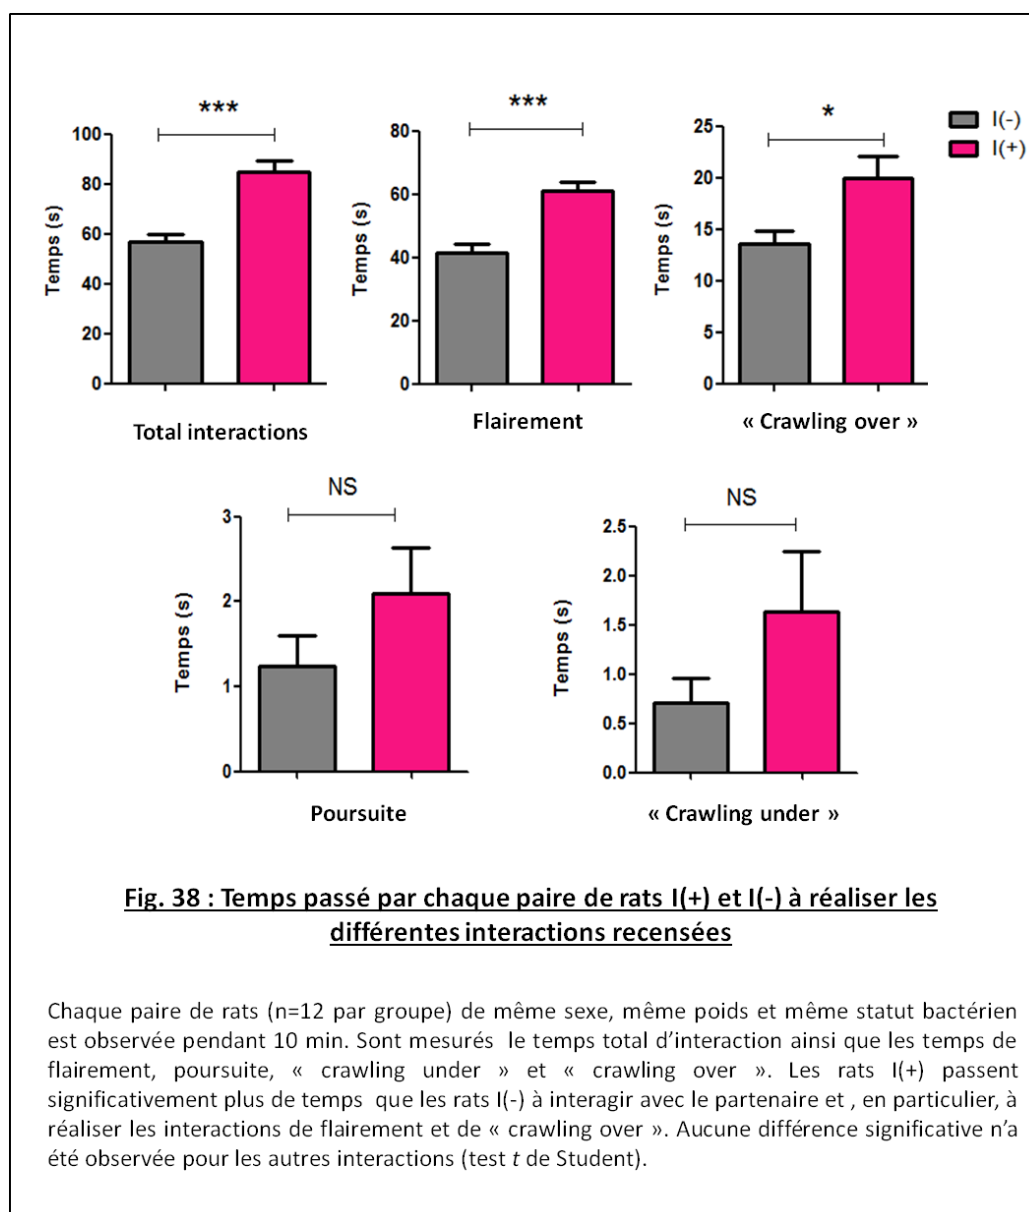 ***
***
*
I(-)
I(+)
100
80
60
40
20
0
Temps (s)
Total interactions
80
60
40
20
0
Temps (s)
Flairement
25
20
15
10
5
0
Temps (s)
« Crawling over »
NS
3
2
1
0
Temps (s)
Poursuite
NS
2.5
2.0
1.5
1.0
0.5
0.0
Temps (s)
« Crawling under »
Fig. 38 : Temps passé par chaque paire de rats I(+) et I(-) à réaliser les
différentes interactions recensées
Chaque paire de rats (n=12 par groupe) de même sexe, même poids et même statut bactérien
est observée pendant 10 min. Sont mesurés le temps total d’interaction ainsi que les temps de
flairement, poursuite, « crawling under » et « crawling over ». Les rats I(+) passent
significativement plus de temps que les rats I(-) à interagir avec le partenaire et , en particulier, à
réaliser les interactions de flairement et de « crawling over ». Aucune différence significative n’a
été observée pour les autres interactions (test t de Student).